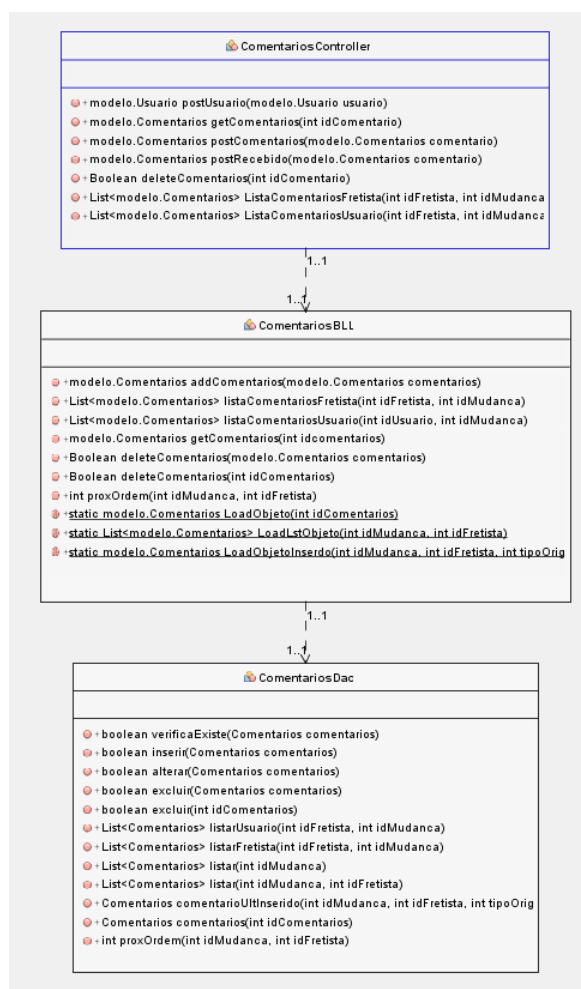 ComentariosController
+modelo.Usuario postUsuario(modelo.Usuario usuario)
+modelo.Comentarios getComentarios(int idComentario)
+modelo.Comentarios postComentarios(modelo.Comentarios comentario)
+modelo.Comentarios postRecebido(modelo.Comentarios comentario)
+Boolean deleteComentarios(int idComentario)
+List<modelo.Comentarios> ListaComentariosFretista(int idFretista, int idMudanca
+List<modelo.Comentarios> ListaComentariosUsuario(int idFretista, int idMudanca
1..1
1..1
ComentariosBLL
+modelo.Comentarios addComentarios(modelo.Comentarios comentarios)
+List<modelo.Comentarios> listaComentariosFretista(int idFretista, int idMudanca)
+List<modelo.Comentarios> listaComentariosUsuario(int idUsuario, int idMudanca)
+modelo.Comentarios getComentarios(int idcomentarios)
+Boolean deleteComentarios(modelo.Comentarios comentarios)
+Boolean deleteComentarios(int idComentarios)
+int proxOrdem(int idMudanca, int idFretista)
+static modelo.Comentarios LoadObjeto(int idComentarios)
+static List<modelo.Comentarios> LoadLstObjeto(int idMudanca, int idFretista)
+static modelo.Comentarios LoadObjetoInserdo(int idMudanca, int idFretista, int tipoOrig
1..1
1..1
ComentariosDac
+boolean verificaExiste(Comentarios comentarios)
+boolean inserir(Comentarios comentarios)
+boolean alterar(Comentarios comentarios)
+boolean excluir(Comentarios comentarios)
+boolean excluir(int idComentarios)
+List<Comentarios> listarUsuario(int idFretista, int idMudanca)
+List<Comentarios> listarFretista(int idFretista, int idMudanca)
+List<Comentarios> listar(int idMudanca)
+List<Comentarios> listar(int idMudanca, int idFretista)
+Comentarios comentarioUltInserido(int idMudanca, int idFretista, int tipoOrig
+Comentarios comentarios(int idComentarios)
+int proxOrdem(int idMudanca, int idFretista)